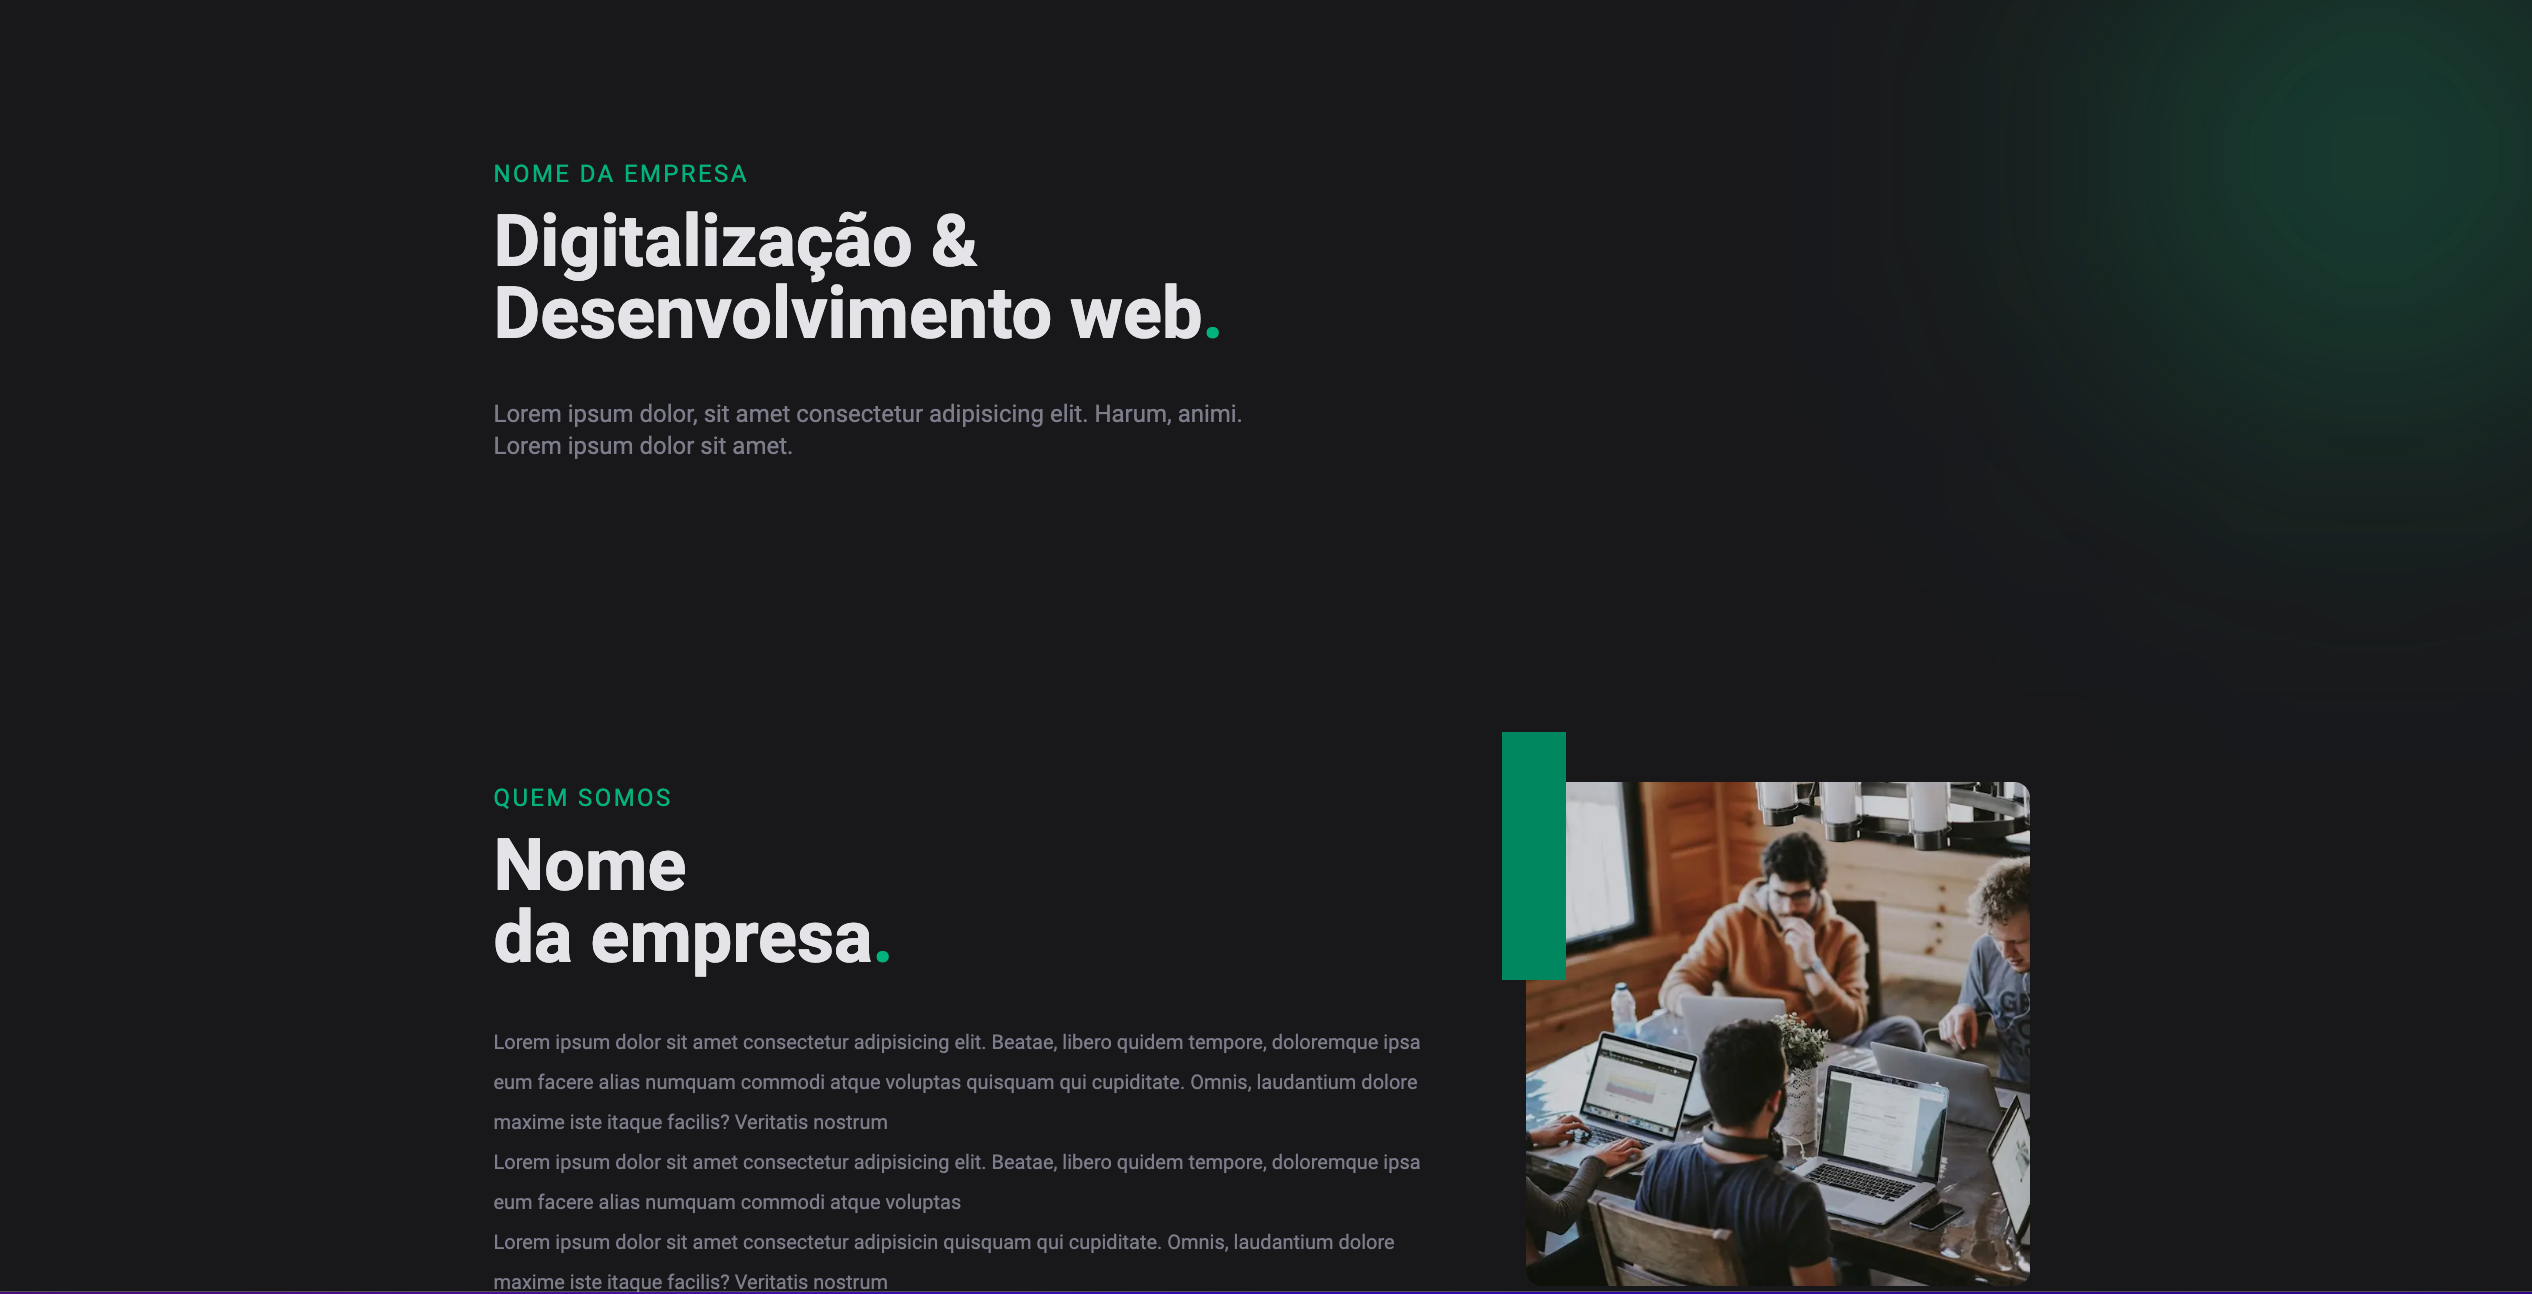 NOME DA EMPRESA
Digitalização &
Desenvolvimento web.
Lorem ipsum dolor, sit amet consectetur adipisicing elit. Harum, animi.
Lorem ipsum dolor sit amet.
QUEM SOMOS
Nome
da empresa.
Lorem ipsum dolor sit amet consectetur adipisicing elit. Beatae, libero quidem tempore, doloremque ipsa
eum facere alias numquam commodi atque voluptas quisquam qui cupiditate. Omnis, laudantium dolore
maxime iste itaque facilis? Veritatis nostrum
Lorem ipsum dolor sit amet consectetur adipisicing elit. Beatae, libero quidem tempore, doloremque ipsa
eum facere alias numquam commodi atque voluptas
Lorem ipsum dolor sit amet consectetur adipisicin quisquam qui cupiditate. Omnis, laudantium dolore
maxime iste itaque facilis? Veritatis nostrum